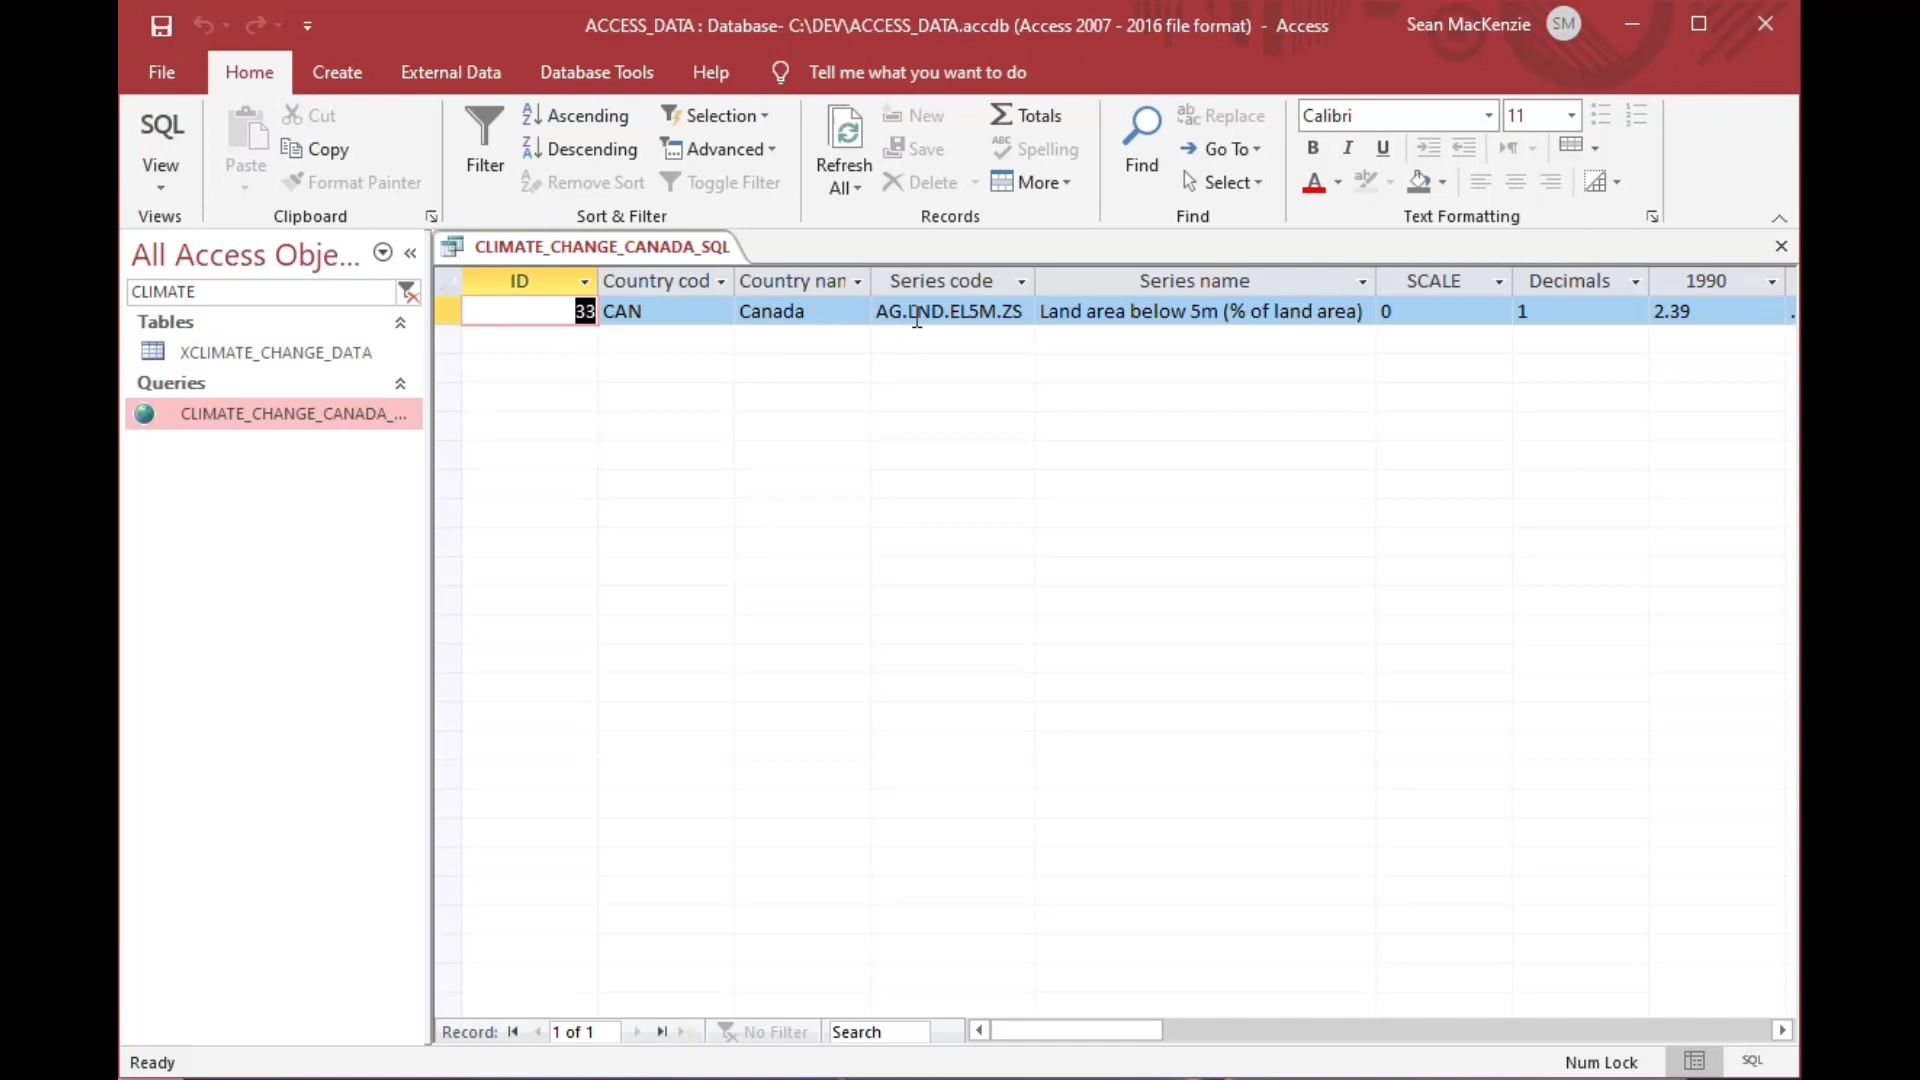 ACCESS_DATA : Database- C:\DEV\ACCESS_DATA.accdb (Access 2007 - 2016 file format) - Access
Sean MacKenzie SM
File Home Create External Data Database Tools Help Tell me what you want to do
SQL
View
Views
Paste
Cut
Copy
Format Painter
Clipboard
Filter
Ascending
Descending
Remove Sort
Selection
Advanced
Toggle Filter
Sort & Filter
Refresh
All
New
Save
Delete
Totals
Spelling
More
Records
Find
Replace
Go To
Select
Find
Calibri 11
B I U
Text Formatting
All Access Obje...
CLIMATE
Tables
XCLIMATE_CHANGE_DATA
Queries
CLIMATE_CHANGE_CANADA_...
CLIMATE_CHANGE_CANADA_SQL
ID Country cod Country nar Series code Series name SCALE Decimals 1990
33 CAN Canada AG.LND.EL5M.ZS Land area below 5m (% of land area) 0 1 2.39 .
Record: 1 of 1 No Filter Search
Ready Num Lock SQL